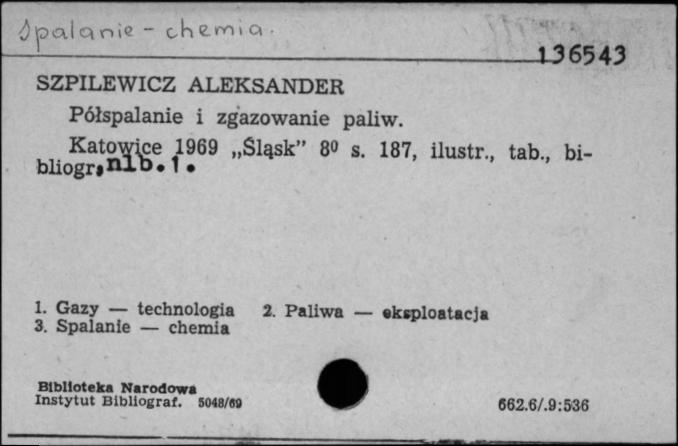 Spalanie - chemia.
136543
SZPILEWICZ ALEKSANDER
Półspalanie i zgazowanie paliw.
Katowice 1969 „Śląsk” 8⁰ s. 187, ilustr., tab., bi-
bliogr, nlb. 1.
1. Gazy — technologia 2. Paliwa — eksploatacja
3. Spalanie — chemia
Biblioteka Narodowa
Instytut Bibliograf. 5048/69
662.6/.9:536